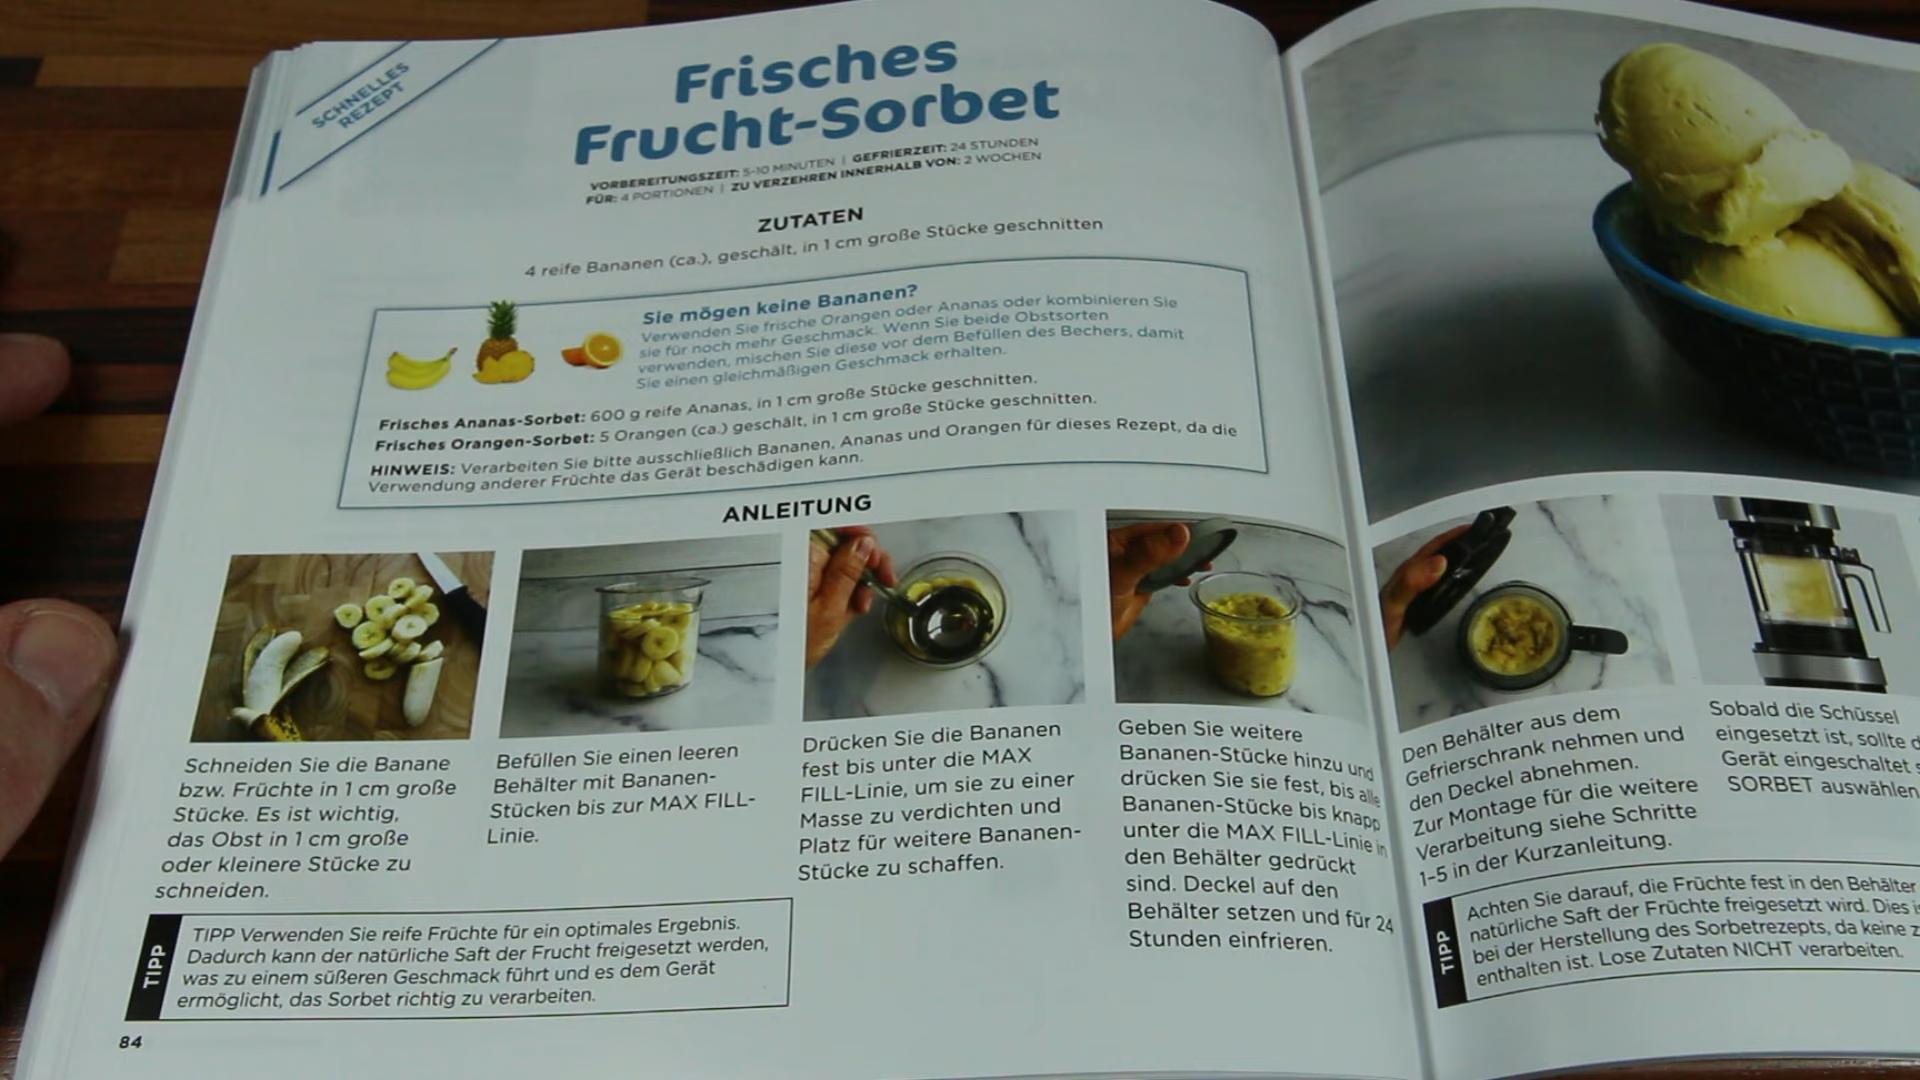 SCHNELLES
REZEPT
Frisches
Frucht-Sorbet
VORBEREITUNGSZEIT: 5-10 MINUTEN | GEFRIERZEIT: 24 STUNDEN
FÜR: 4 PORTIONEN | ZU VERZEHREN INNERHALB VON: 2 WOCHEN
ZUTATEN
4 reife Bananen (ca.), geschält, in 1 cm große Stücke geschnitten
Sie mögen keine Bananen?
Verwenden Sie frische Orangen oder Ananas oder kombinieren Sie
sie für noch mehr Geschmack. Wenn Sie beide Obstsorten
verwenden, mischen Sie diese vor dem Befüllen des Bechers, damit
Sie einen gleichmäßigen Geschmack erhalten.
Frisches Ananas-Sorbet: 600 g reife Ananas, in 1 cm große Stücke geschnitten.
Frisches Orangen-Sorbet: 5 Orangen (ca.) geschält, in 1 cm große Stücke geschnitten.
HINWEIS: Verarbeiten Sie bitte ausschließlich Bananen, Ananas und Orangen für dieses Rezept, da die
Verwendung anderer Früchte das Gerät beschädigen kann.
ANLEITUNG
Schneiden Sie die Banane
bzw. Früchte in 1 cm große
Stücke. Es ist wichtig,
das Obst in 1 cm große
oder kleinere Stücke zu
schneiden.
Befüllen Sie einen leeren
Behälter mit Bananen-
Stücken bis zur MAX FILL-
Linie.
Drücken Sie die Bananen
fest bis unter die MAX
FILL-Linie, um sie zu einer
Masse zu verdichten und
Platz für weitere Bananen-
Stücke zu schaffen.
Geben Sie weitere
Bananen-Stücke hinzu und
drücken Sie sie fest, bis alle
Bananen-Stücke bis knapp
unter die MAX FILL-Linie in
den Behälter gedrückt
sind. Deckel auf den
Behälter setzen und für 24
Stunden einfrieren.
Den Behälter aus dem
Gefrierschrank nehmen und
den Deckel abnehmen.
Zur Montage für die weitere
Verarbeitung siehe Schritte
1-5 in der Kurzanleitung.
Sobald die Schüssel
eingesetzt ist, sollte
Gerät eingeschaltet
SORBET auswählen
TIPP
TIPP Verwenden Sie reife Früchte für ein optimales Ergebnis.
Dadurch kann der natürliche Saft der Frucht freigesetzt werden,
was zu einem süßeren Geschmack führt und es dem Gerät
ermöglicht, das Sorbet richtig zu verarbeiten.
TIPP
Achten Sie darauf, die Früchte fest in den Behälter
natürliche Saft der Früchte freigesetzt wird. Dies
bei der Herstellung des Sorbetrezepts, da keine
enthalten ist. Lose Zutaten NICHT verarbeiten.
84